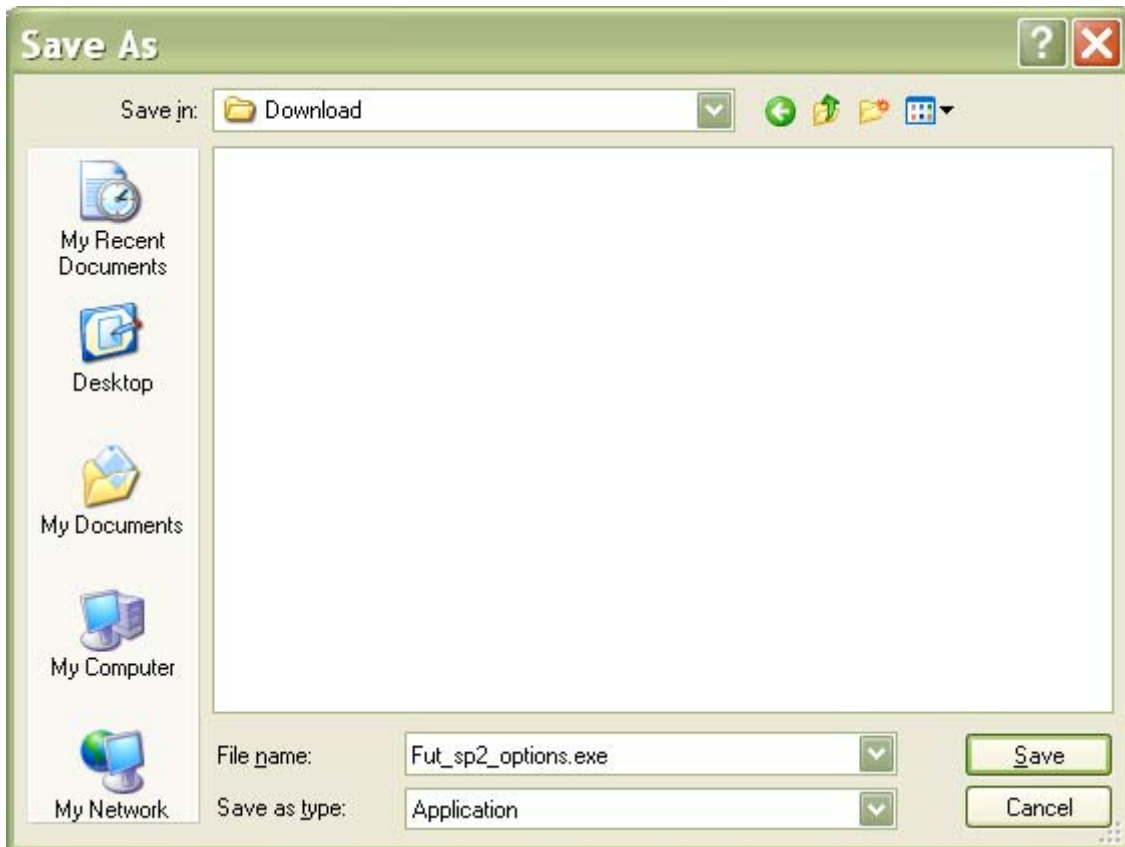 Save As
Save in:
Download
My Recent
Documents
Desktop
My Documents
My Computer
My Network
File name:
Fut_sp2_options.exe
Save
Save as type:
Application
Cancel